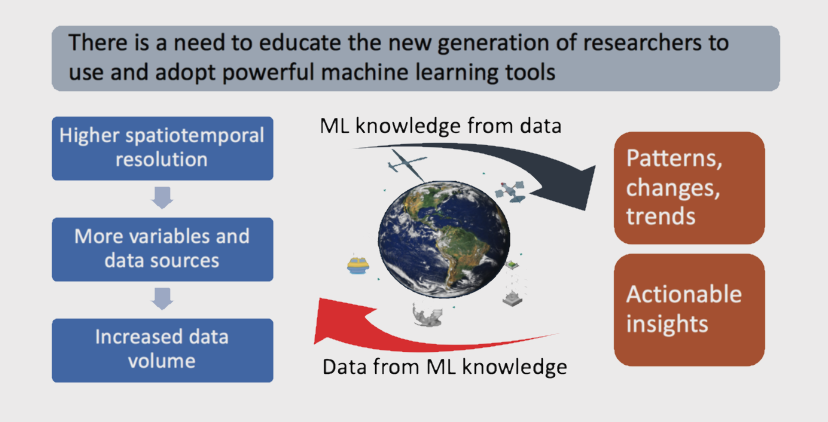 There is a need to educate the new generation of researchers to
use and adopt powerful machine learning tools
Higher spatiotemporal
resolution
More variables and
data sources
Increased data
volume
ML knowledge from data
Data from ML knowledge
Patterns,
changes,
trends
Actionable
insights